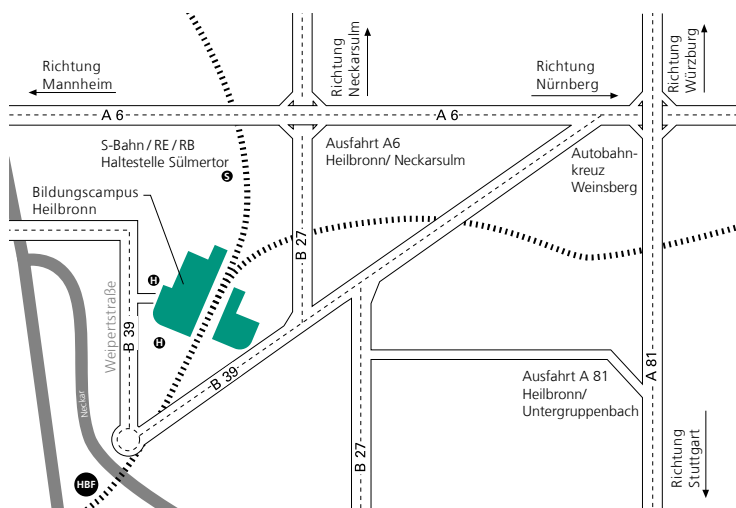 Richtung
Mannheim
Richtung
Neckarsulm
Richtung
Nürnberg
Richtung
Würzburg
A 6
A 6
S-Bahn / RE / RB
Haltestelle Sülmertor
S
Ausfahrt A6
Heilbronn/ Neckarsulm
Autobahn-
kreuz
Weinsberg
Bildungscampus
Heilbronn
B 27
H
H
Weipertstraße
B 39
B 39
Neckar
A 81
Ausfahrt A 81
Heilbronn/
Untergruppenbach
B 27
HBF
Richtung
Stuttgart